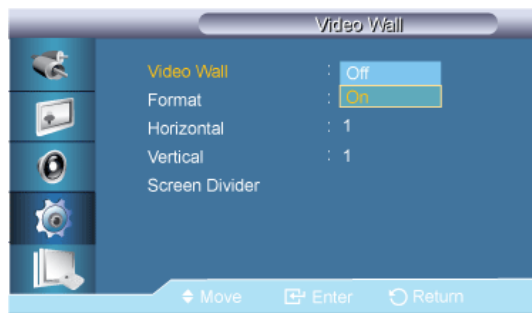 Video Wall
Video Wall : Off
Format : On
Horizontal : 1
Vertical : 1
Screen Divider
Move Enter Return